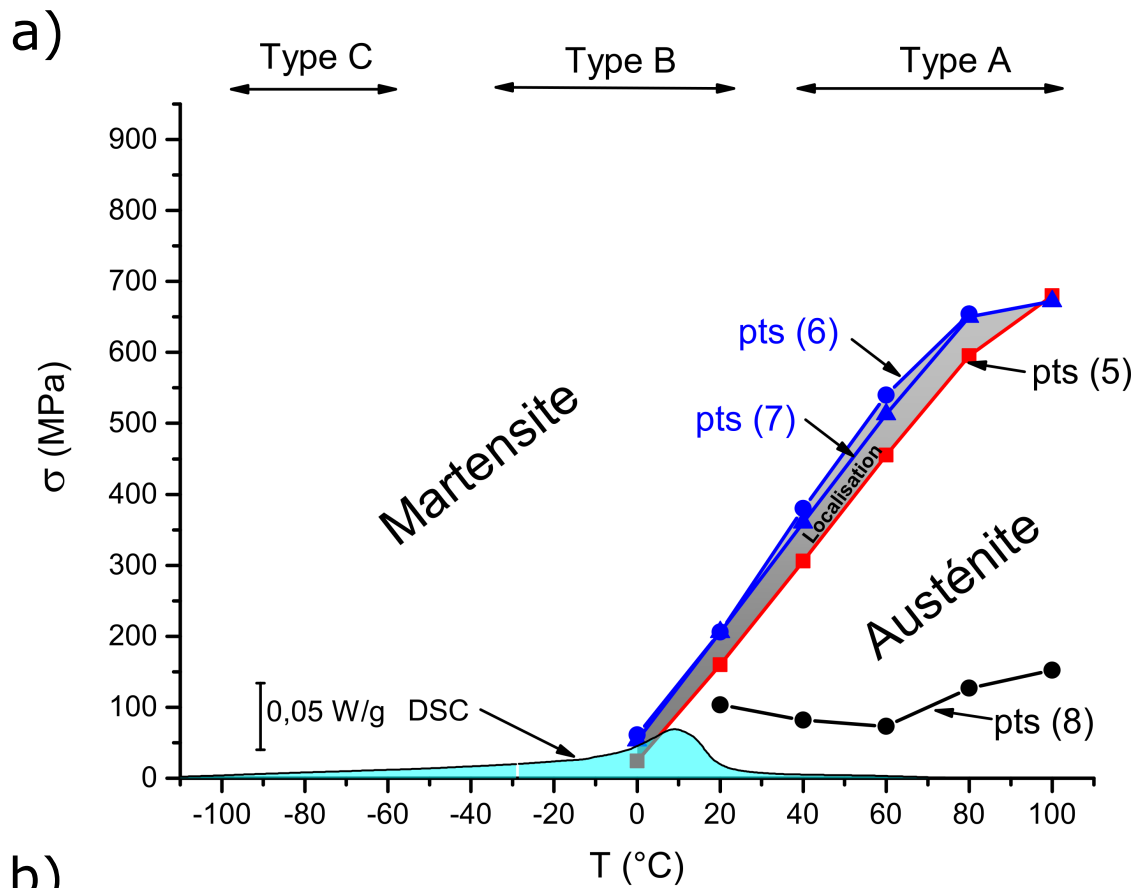 a)
Type C
Type B
Type A
900
800
700
600
500
400
300
200
100
0
σ (MPa)
pts (6)
pts (5)
pts (7)
Martensite
Localisation
Austénite
0,05 W/g
DSC
pts (8)
-100 -80 -60 -40 -20 0 20 40 60 80 100
T (°C)
b)